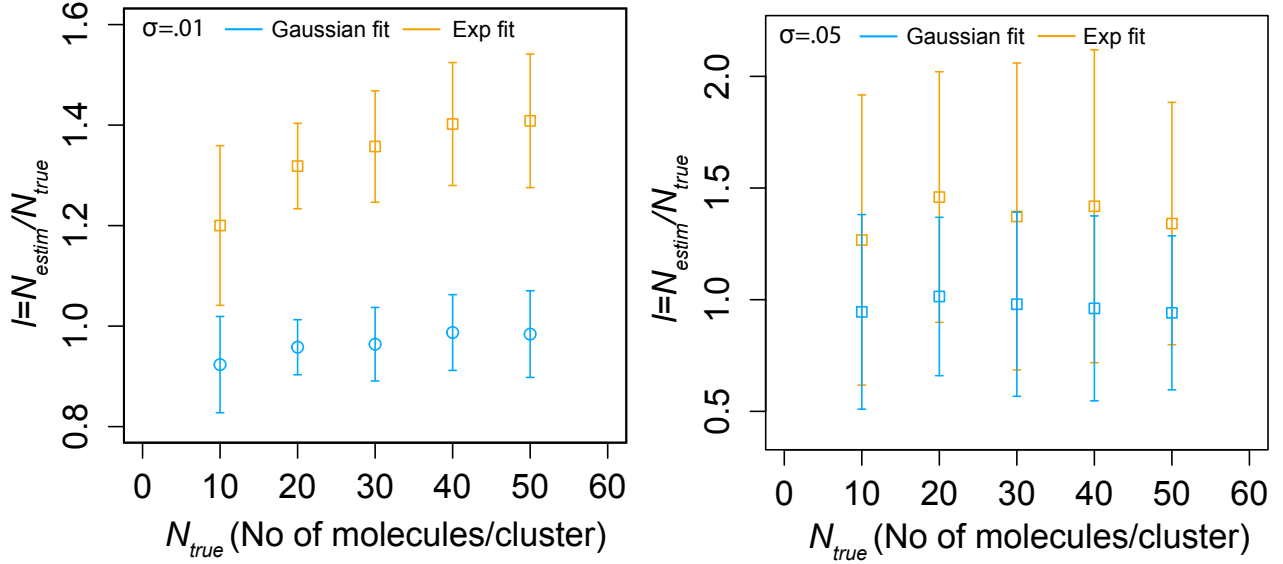 σ=.01 Gaussian fit Exp fit
1.6
1.4
1.2
1.0
0.8
I=N_estim/N_true
0 10 20 30 40 50 60
N_true (No of molecules/cluster)
σ=.05 Gaussian fit Exp fit
2.0
1.5
1.0
0.5
I=N_estim/N_true
0 10 20 30 40 50 60
N_true (No of molecules/cluster)